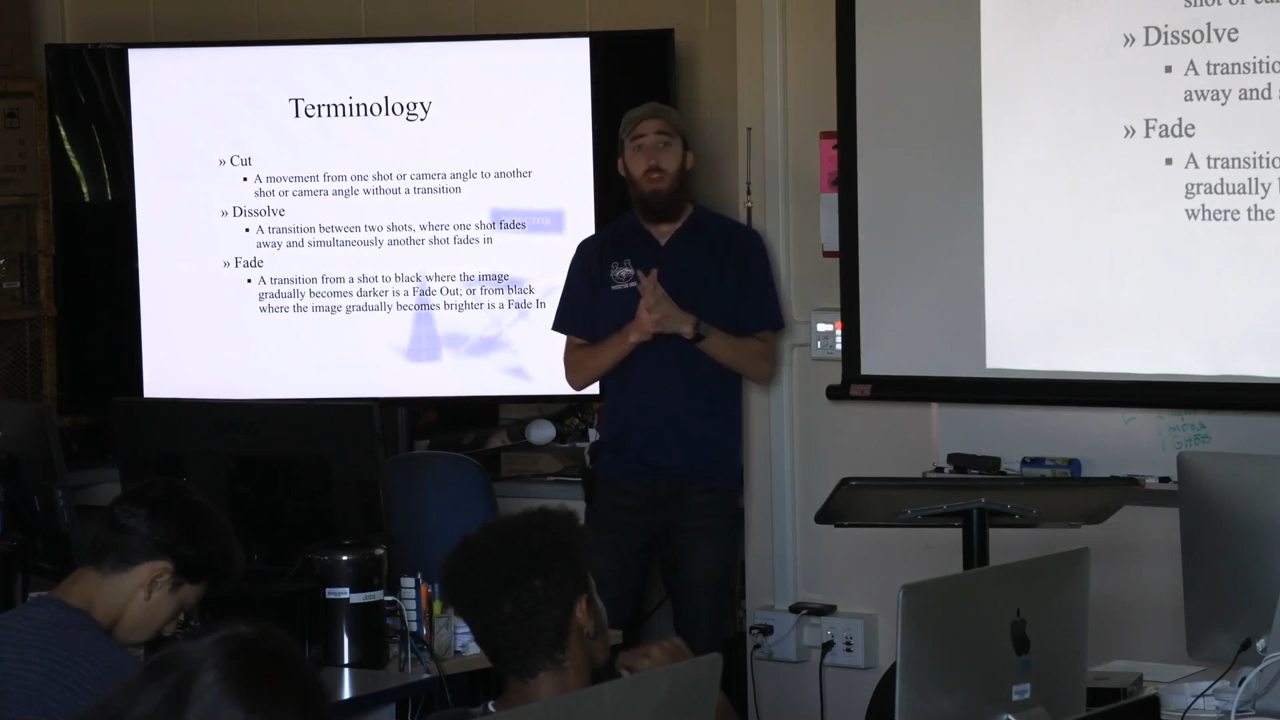 Terminology
» Cut
▪ A movement from one shot or camera angle to another
shot or camera angle without a transition
» Dissolve
▪ A transition between two shots, where one shot fades
away and simultaneously another shot fades in
» Fade
▪ A transition from a shot to black where the image
gradually becomes darker is a Fade Out; or from black
where the image gradually becomes brighter is a Fade In
» Dissolve
▪ A transitio
away and
» Fade
▪ A transitio
gradually
where the